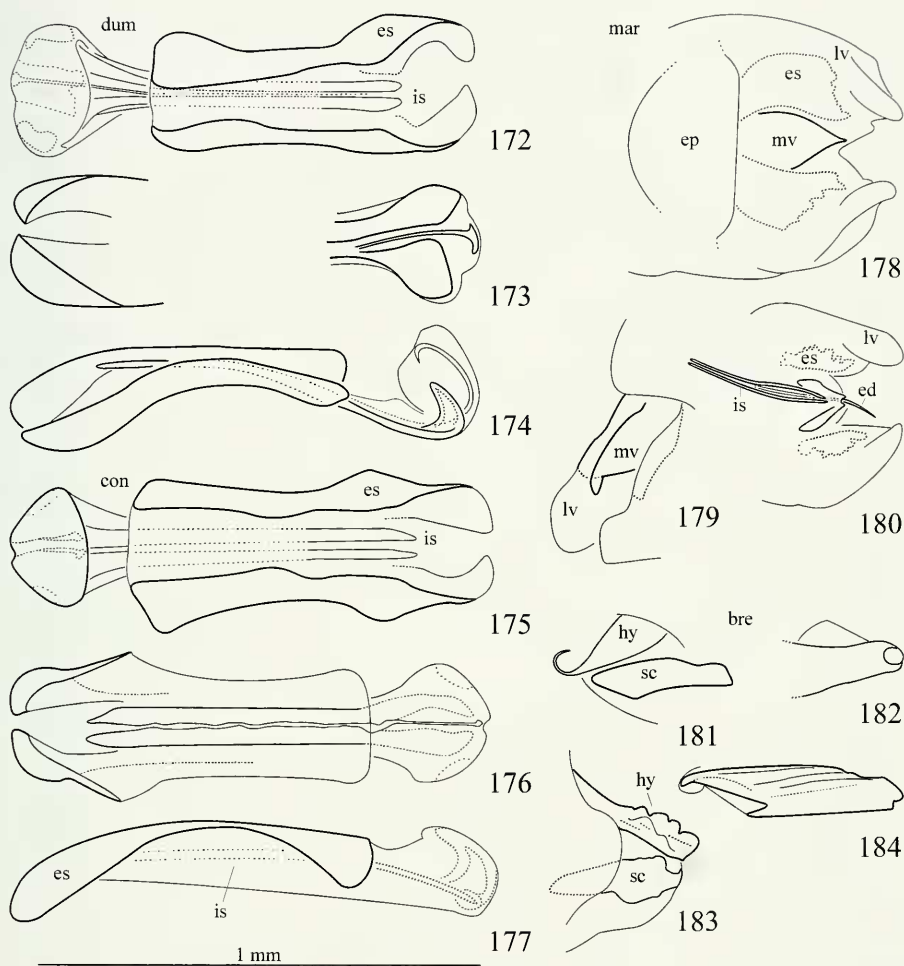 dum
es
is
172
173
174
con
es
is
175
176
es
is
177
1 mm
mar
lv
es
ep
mv
178
mv
lv
179
lv
es
is
ed
180
bre
hy
sc
181
182
hy
sc
183
184